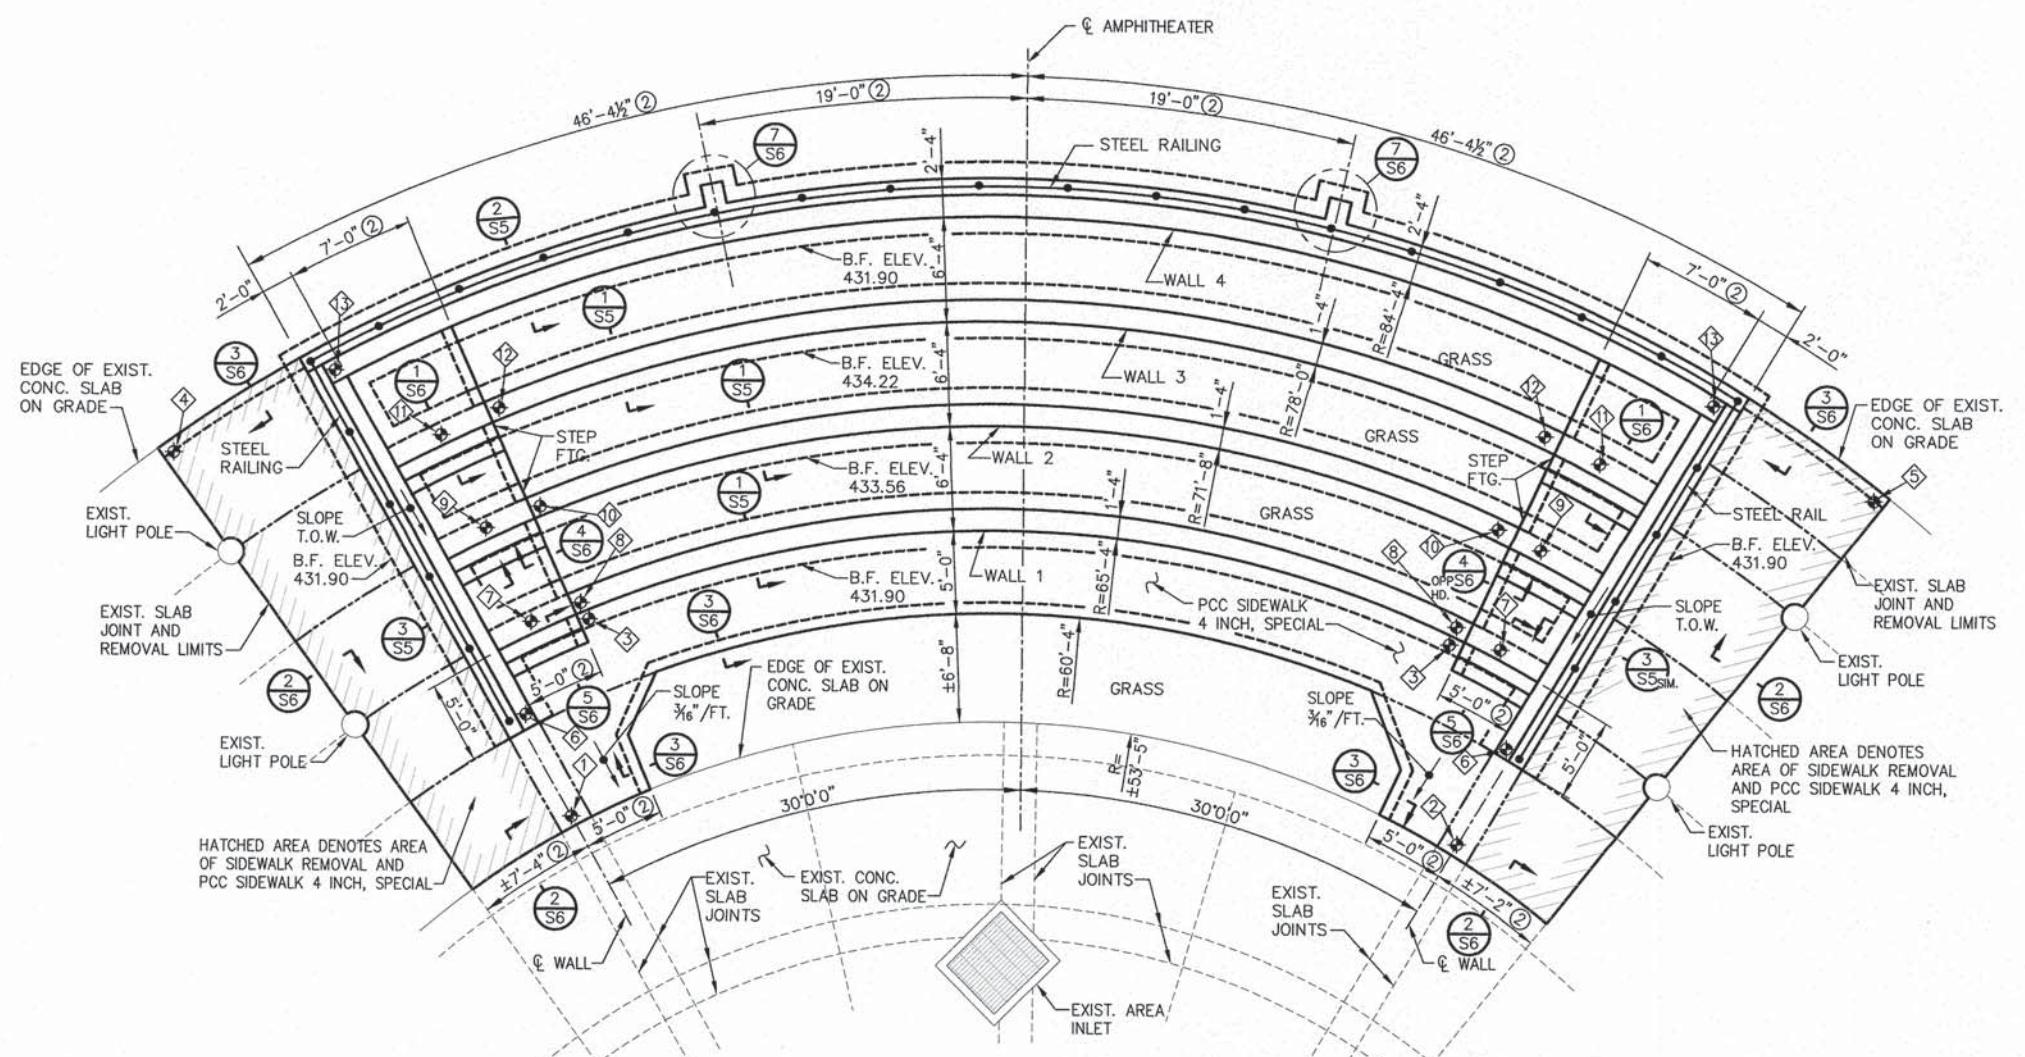 ℄ AMPHITHEATER
46'-4½" ②
19'-0" ②
19'-0" ②
46'-4½" ②
7
S6
7
S6
2'-4"
STEEL RAILING
2
S5
7'-0" ②
2'-0"
2'-4"
7'-0" ②
2'-0"
B.F. ELEV.
431.90
6'-4"
WALL 4
1
S5
1'-4"
R=84'-4"
GRASS
13
13
3
S6
EDGE OF EXIST.
CONC. SLAB
ON GRADE
4
1
S6
11
12
1
S5
B.F. ELEV.
434.22
6'-4"
WALL 3
1'-4"
R=78'-0"
GRASS
12
11
1
S6
3
S6
EDGE OF EXIST.
CONC. SLAB
ON GRADE
5
STEEL
RAILING
STEP
FTG.
WALL 2
STEP
FTG.
B.F. ELEV.
433.56
6'-4"
1
S5
R=71'-8"
1'-4"
GRASS
9
10
10
9
EXIST.
LIGHT POLE
SLOPE
T.O.W.
STEEL RAIL
B.F. ELEV.
431.90
4
S6
8
8
4
S6
OPP
HD.
B.F. ELEV.
431.90
B.F. ELEV.
431.90
5'-0"
WALL 1
R=65'-4"
7
7
EXIST. SLAB
JOINT AND
REMOVAL LIMITS
3
S5
3
S6
3
PCC SIDEWALK
4 INCH, SPECIAL
3
SLOPE
T.O.W.
EXIST. SLAB
JOINT AND
REMOVAL LIMITS
2
S6
5'-0"
5'-0" ②
±6'-8"
R=60'-4"
GRASS
5'-0" ②
3
S5
SIM.
EXIST.
LIGHT POLE
2
S6
EDGE OF EXIST.
CONC. SLAB ON
GRADE
SLOPE
3/16"/FT.
SLOPE
3/16"/FT.
5
S6
5
S6
6
6
5'-0"
EXIST.
LIGHT POLE
3
S6
3
S6
R=
±53'-5"
HATCHED AREA DENOTES
AREA OF SIDEWALK REMOVAL
AND PCC SIDEWALK 4 INCH,
SPECIAL
1
2
30°0'0"
30°0'0"
5'-0" ②
5'-0" ②
HATCHED AREA DENOTES AREA
OF SIDEWALK REMOVAL AND
PCC SIDEWALK 4 INCH, SPECIAL
±7'-4" ②
±7'-2" ②
EXIST.
LIGHT POLE
EXIST.
SLAB
JOINTS
EXIST. CONC.
SLAB ON GRADE
EXIST.
SLAB
JOINTS
EXIST.
SLAB
JOINTS
2
S6
2
S6
℄ WALL
℄ WALL
EXIST. AREA
INLET